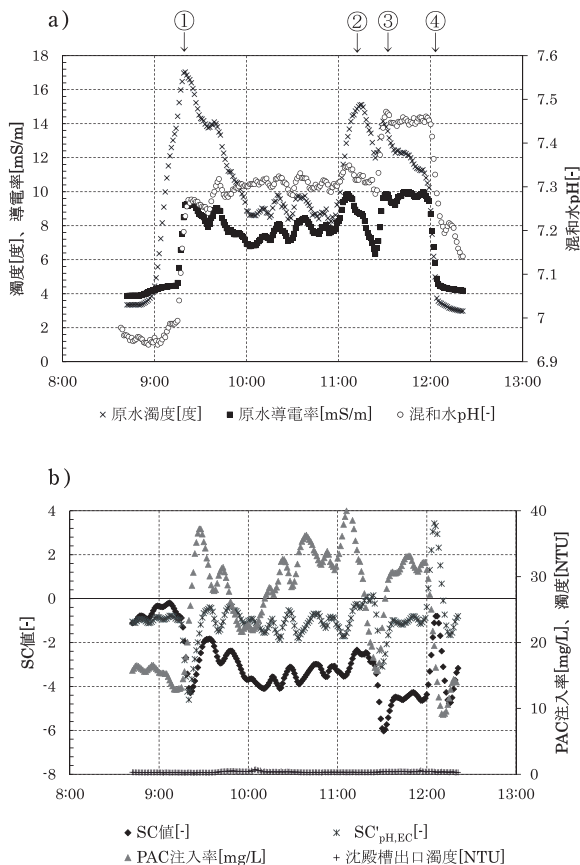 a)
① ② ③ ④
18 7.6
16 7.5
14 7.4
12
10 7.3
8 7.2
6 7.1
4
2 7
0 6.9
濁度[度]、導電率[mS/m]
混和水pH[-]
8:00 9:00 10:00 11:00 12:00 13:00
× 原水濁度[度] ■ 原水導電率[mS/m] ○ 混和水pH[-]
b)
4 40
2 30
0
-2 20
-4
-6 10
-8 0
SC値[-]
PAC注入率[mg/L]、濁度[NTU]
8:00 9:00 10:00 11:00 12:00 13:00
◆ SC値[-] SC'pH,EC[-]
▲ PAC注入率[mg/L] + 沈殿槽出口濁度[NTU]